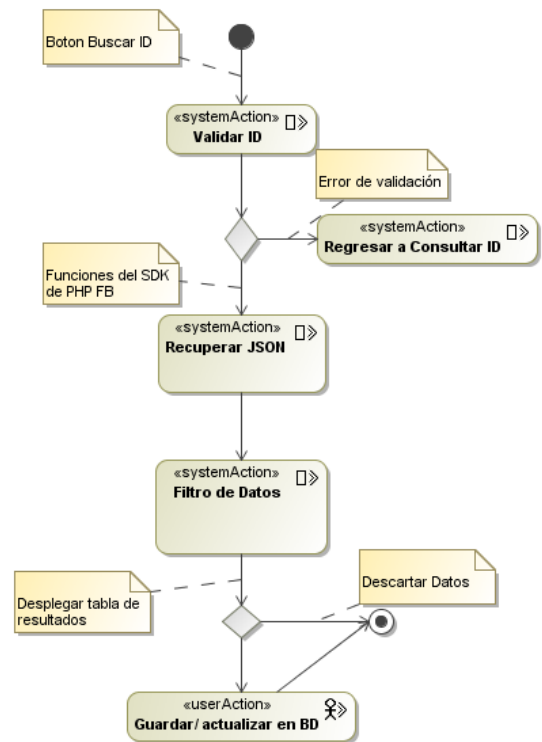 Boton Buscar ID
«systemAction»
Validar ID
Error de validación
«systemAction»
Regresar a Consultar ID
Funciones del SDK
de PHP FB
«systemAction»
Recuperar JSON
«systemAction»
Filtro de Datos
Desplegar tabla de
resultados
Descartar Datos
«userAction»
Guardar/ actualizar en BD